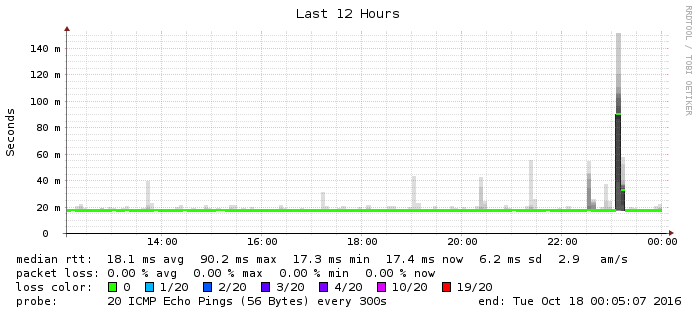 Last 12 Hours
RRDTOOL / TOBI OETIKER
Seconds
140 m
120 m
100 m
80 m
60 m
40 m
20 m
0
14:00 16:00 18:00 20:00 22:00 00:00
median rtt: 18.1 ms avg 90.2 ms max 17.3 ms min 17.4 ms now 6.2 ms sd 2.9 am/s
packet loss: 0.00 % avg 0.00 % max 0.00 % min 0.00 % now
loss color: 0 1/20 2/20 3/20 4/20 10/20 19/20
probe: 20 ICMP Echo Pings (56 Bytes) every 300s end: Tue Oct 18 00:05:07 2016